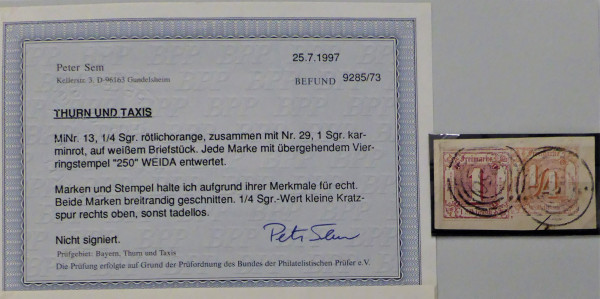 Peter Sem
Kellerstr. 5, D-96163 Gundelsheim
25.7.1997
BEFUND 9285/73
THURN UND TAXIS
MiNr. 13, 1/4 Sgr. rötlichorange, zusammen mit Nr. 29, 1 Sgr. kar-
minrot, auf weißem Briefstück. Jede Marke mit übergehendem Vier-
ringstempel "250" WEIDA entwertet.
Marken und Stempel halte ich aufgrund ihrer Merkmale für echt.
Beide Marken breitrandig geschnitten. 1/4 Sgr.-Wert kleine Kratz-
spur rechts oben, sonst tadellos.
Nicht signiert.
Peter Sem
Prüfgebiet: Bayern, Thurn und Taxis
Die Prüfung erfolgte auf Grund der Prüfordnung des Bundes der Philatelistischen Prüfer e.V.